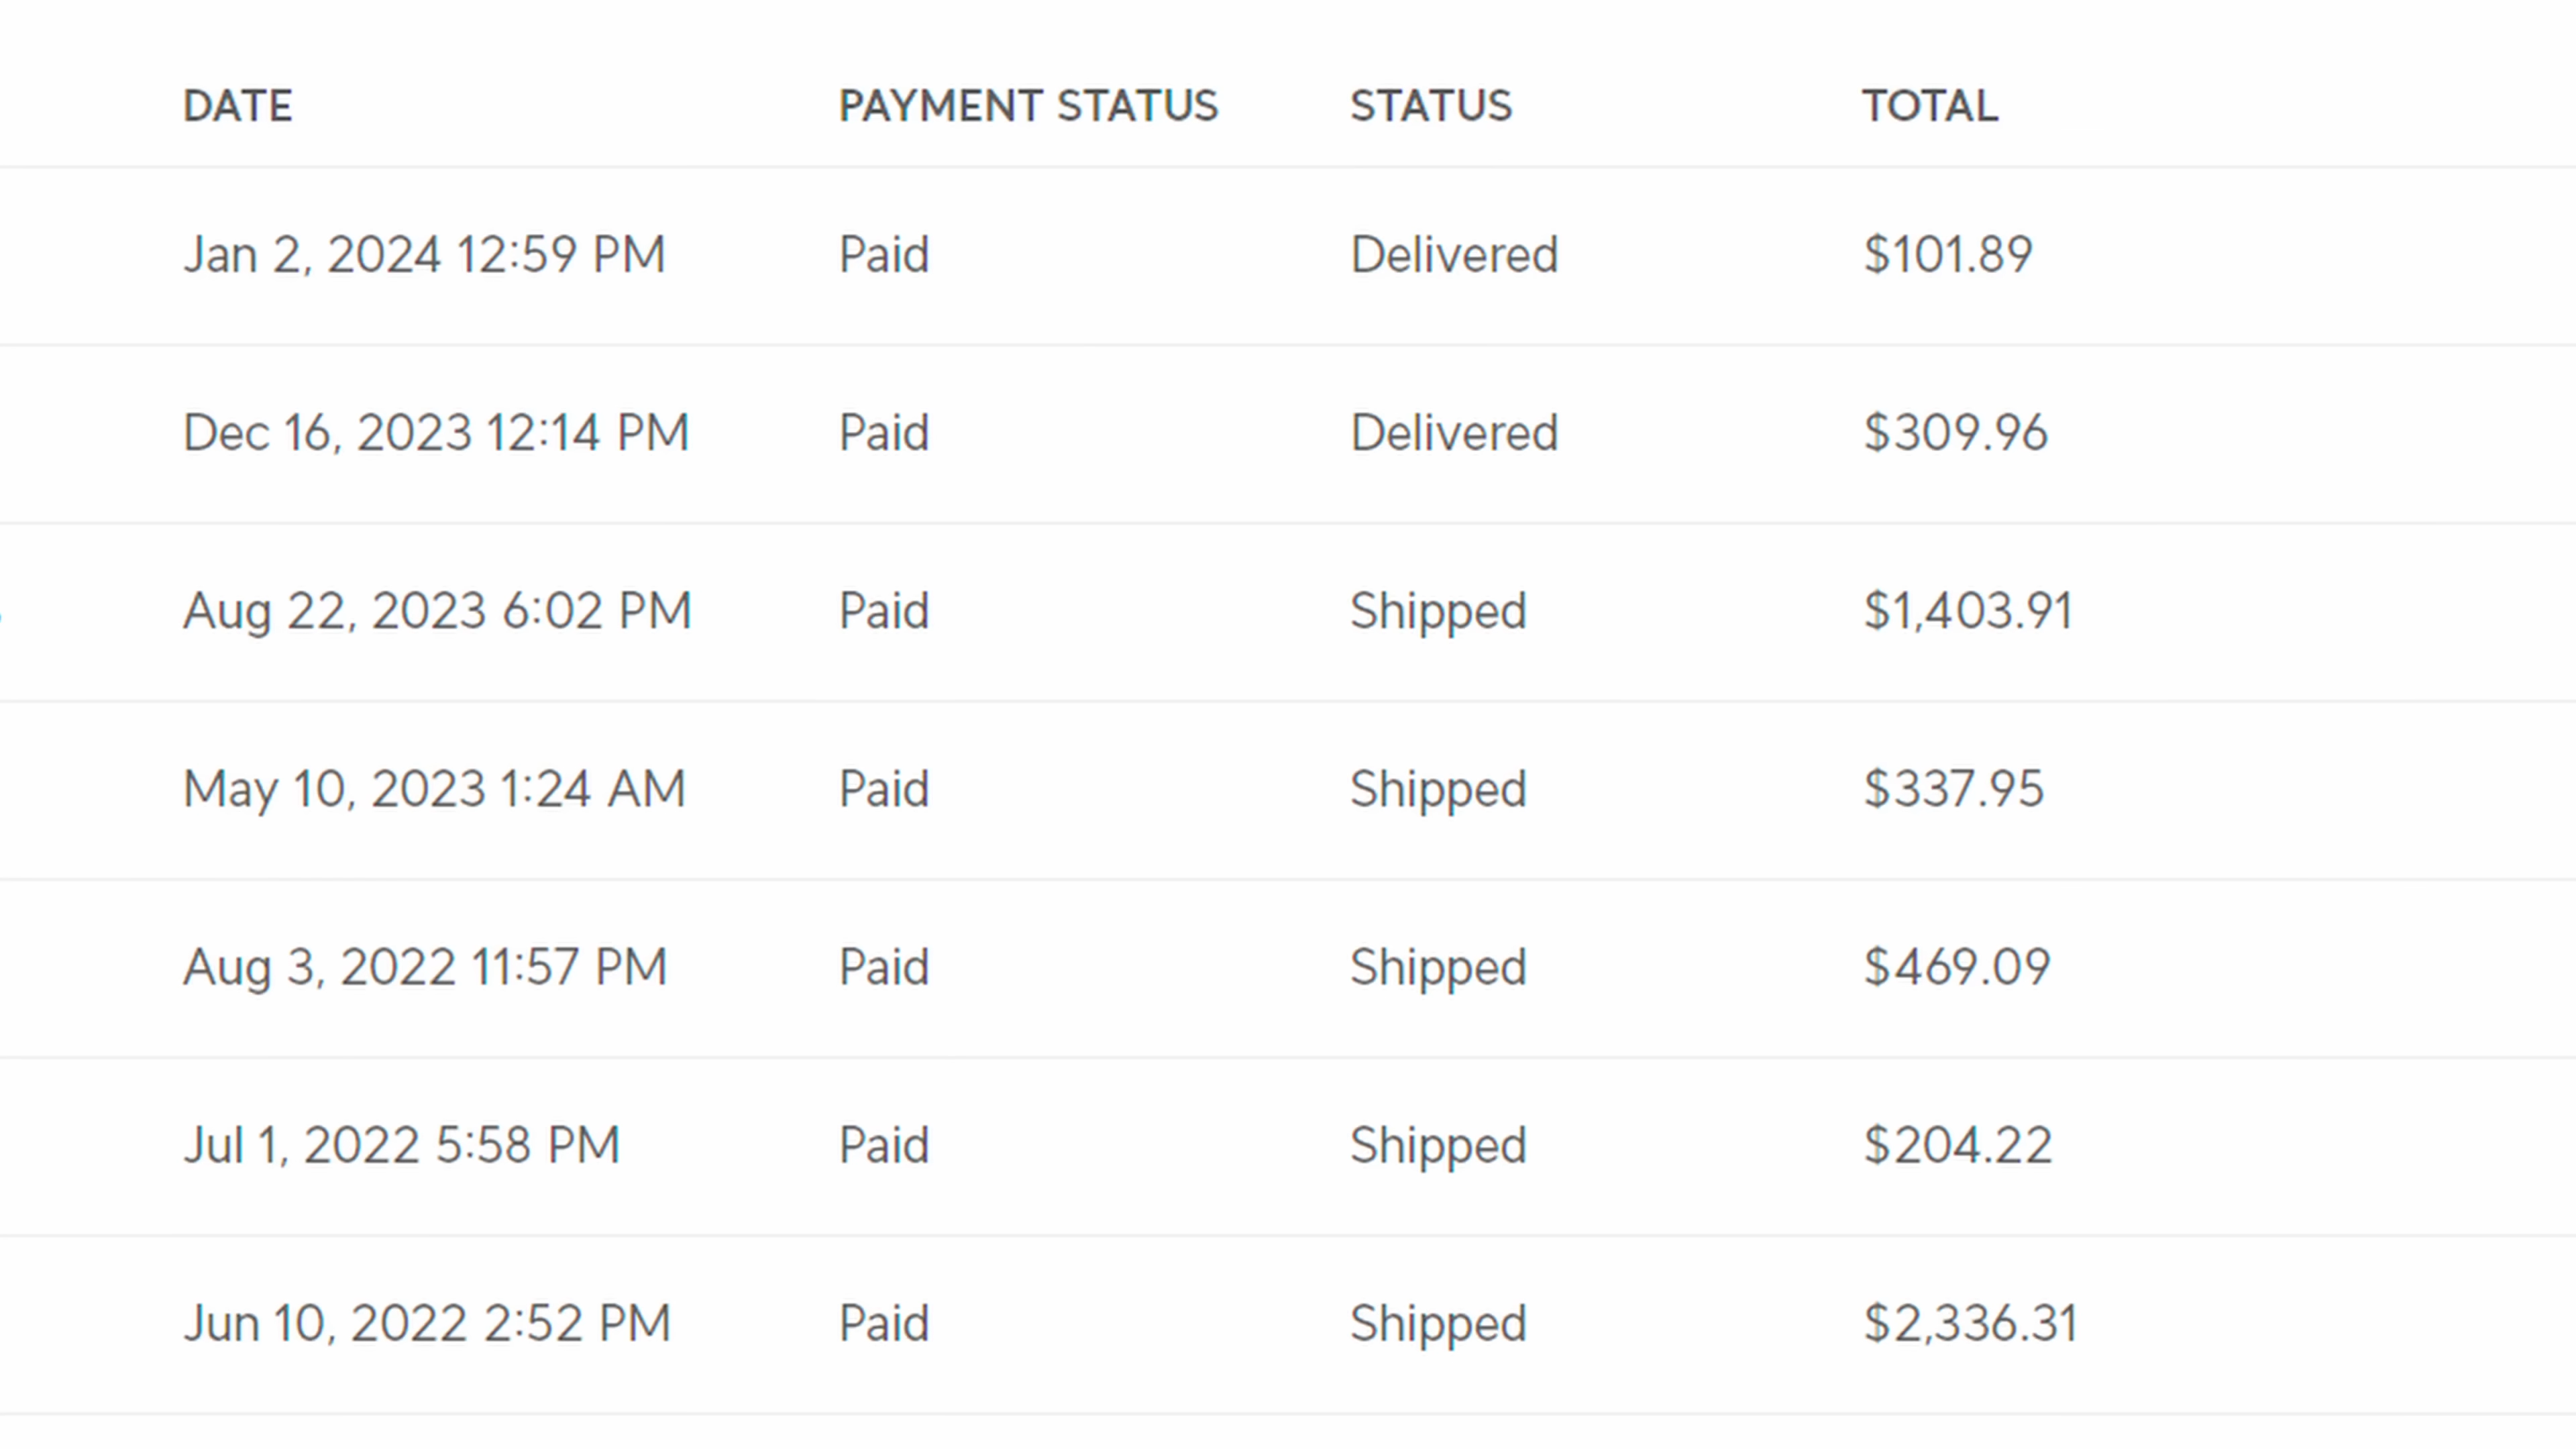 DATE PAYMENT STATUS STATUS TOTAL
Jan 2, 2024 12:59 PM Paid Delivered $101.89
Dec 16, 2023 12:14 PM Paid Delivered $309.96
Aug 22, 2023 6:02 PM Paid Shipped $1,403.91
May 10, 2023 1:24 AM Paid Shipped $337.95
Aug 3, 2022 11:57 PM Paid Shipped $469.09
Jul 1, 2022 5:58 PM Paid Shipped $204.22
Jun 10, 2022 2:52 PM Paid Shipped $2,336.31